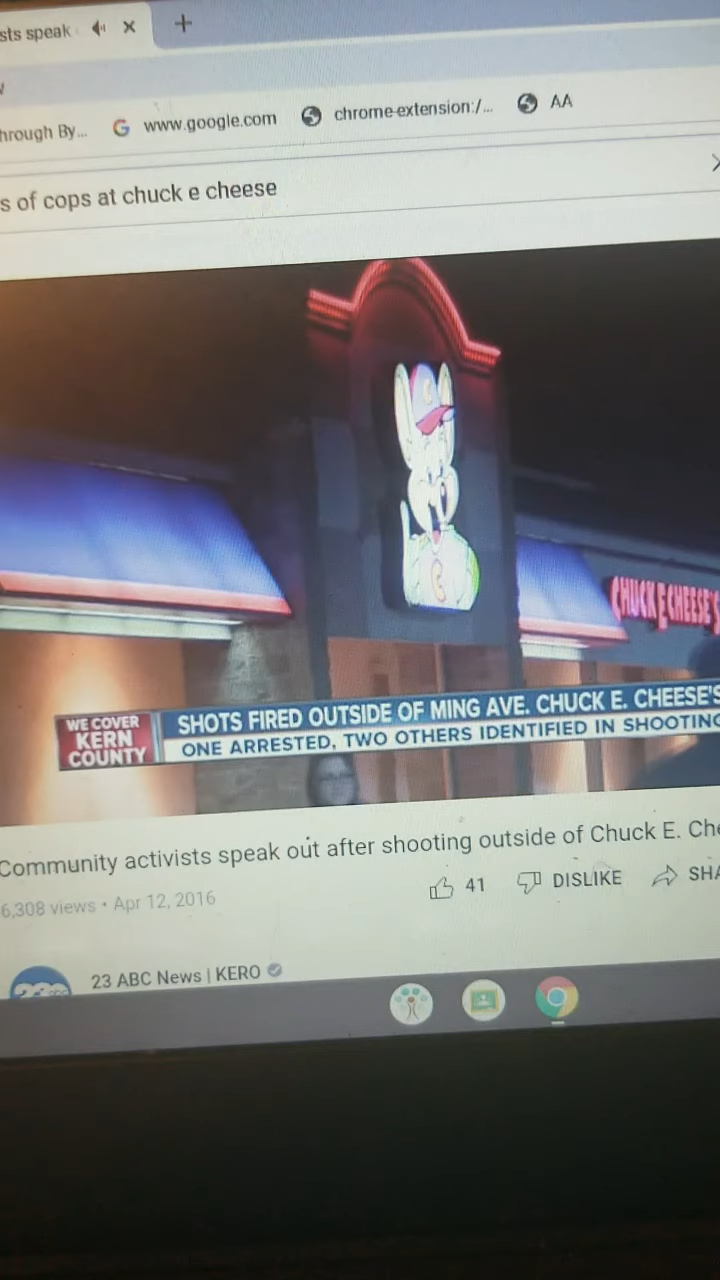 sts speak
hrough By... www.google.com chrome-extension:/... AA
s of cops at chuck e cheese
CHUCK E CHEESE'S
WE COVER
KERN
COUNTY
SHOTS FIRED OUTSIDE OF MING AVE. CHUCK E. CHEESE'S
ONE ARRESTED, TWO OTHERS IDENTIFIED IN SHOOTING
Community activists speak out after shooting outside of Chuck E. Che
6,308 views • Apr 12, 2016
41 DISLIKE SHA
23 ABC News | KERO